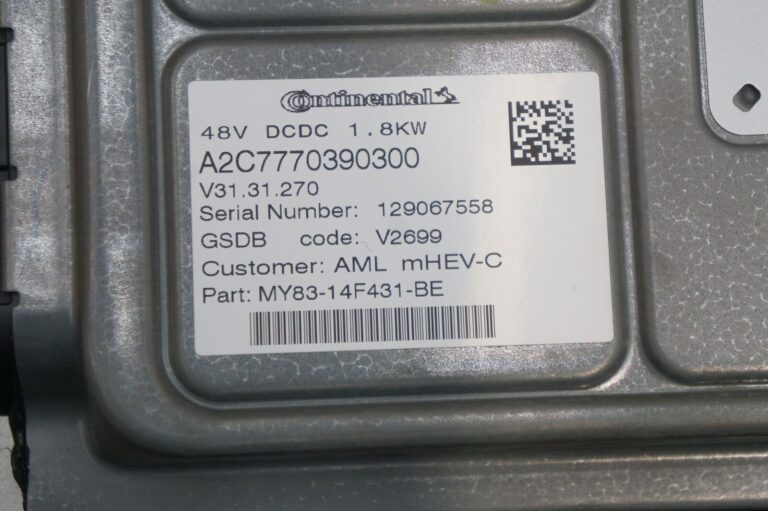 Continental
48V DCDC 1.8KW
A2C7770390300
V31.31.270
Serial Number: 129067558
GSDB code: V2699
Customer: AML mHEV-C
Part: MY83-14F431-BE